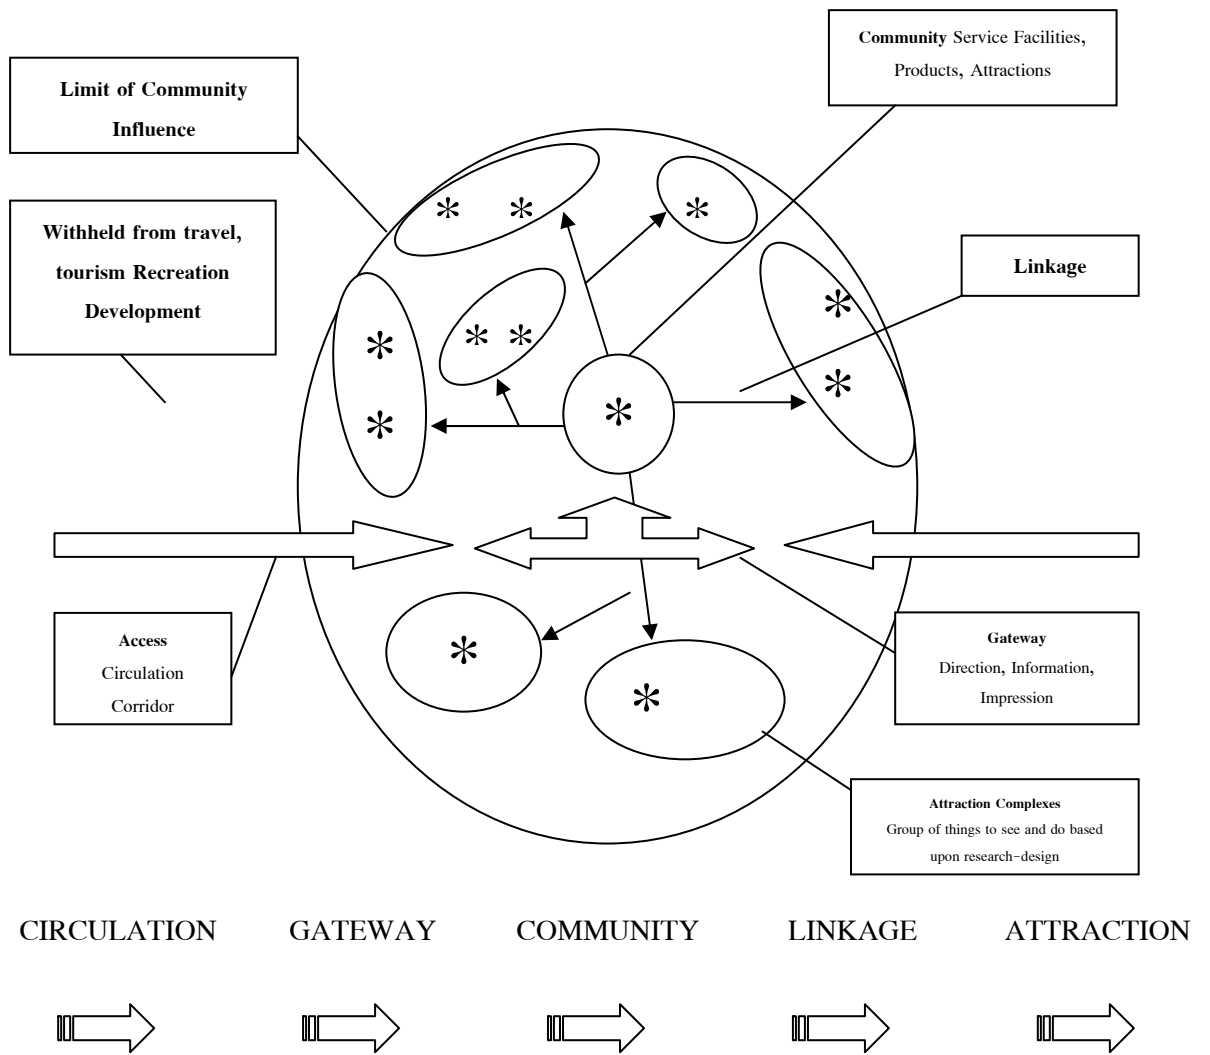 Community Service Facilities,
Products, Attractions
Limit of Community
Influence
Withheld from travel,
tourism Recreation
Development
Linkage
Access
Circulation
Corridor
Gateway
Direction, Information,
Impression
Attraction Complexes
Group of things to see and do based
upon research-design
CIRCULATION GATEWAY COMMUNITY LINKAGE ATTRACTION